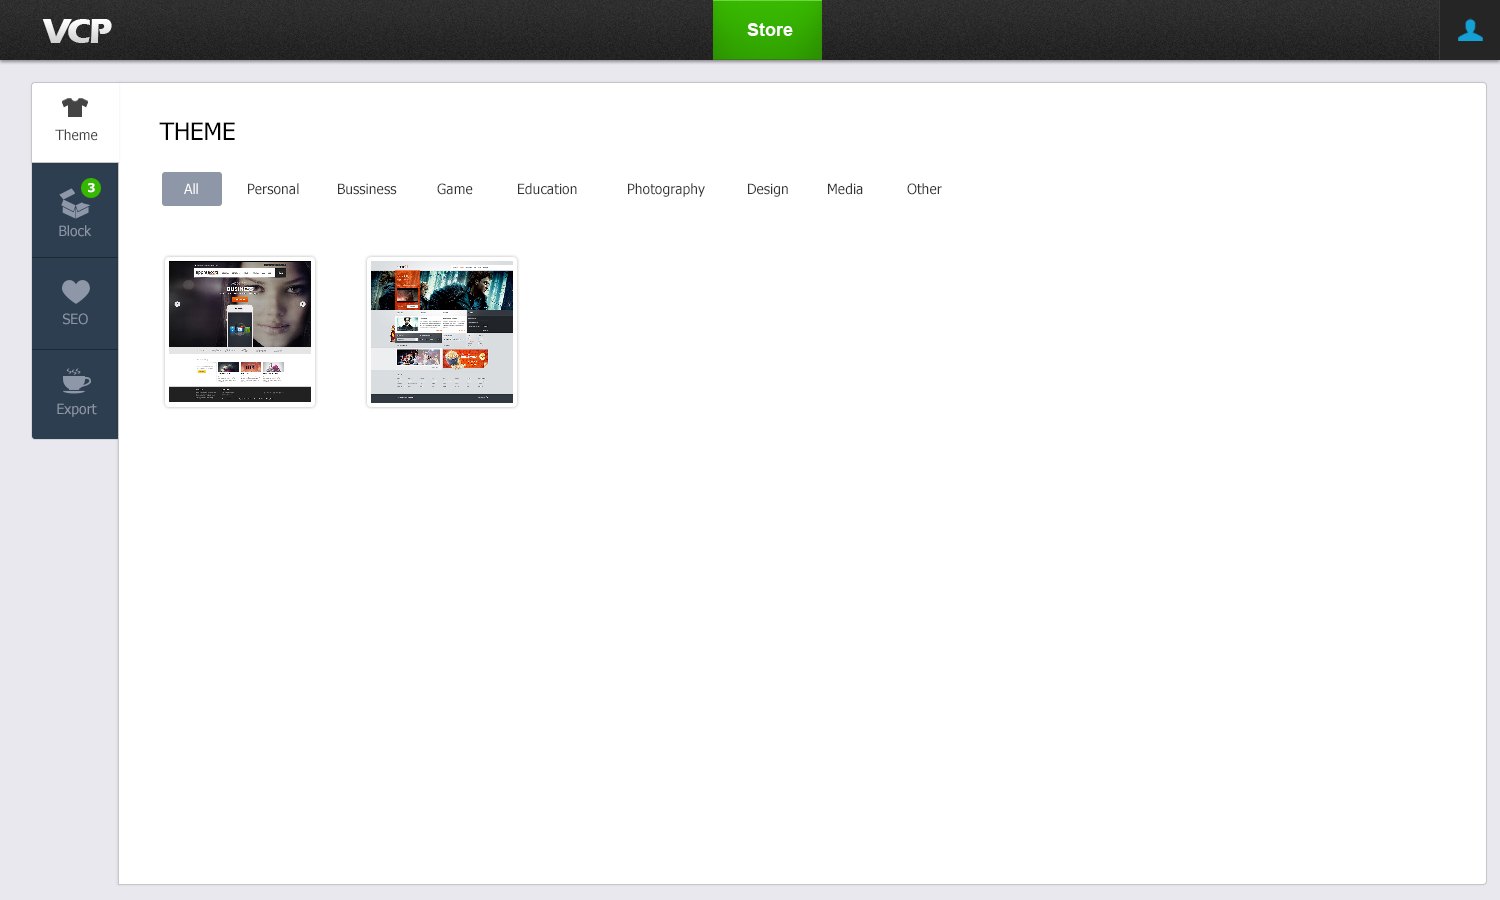 VCP
Store
Theme
3
Block
SEO
Export
THEME
All Personal Bussiness Game Education Photography Design Media Other
BUSINESS